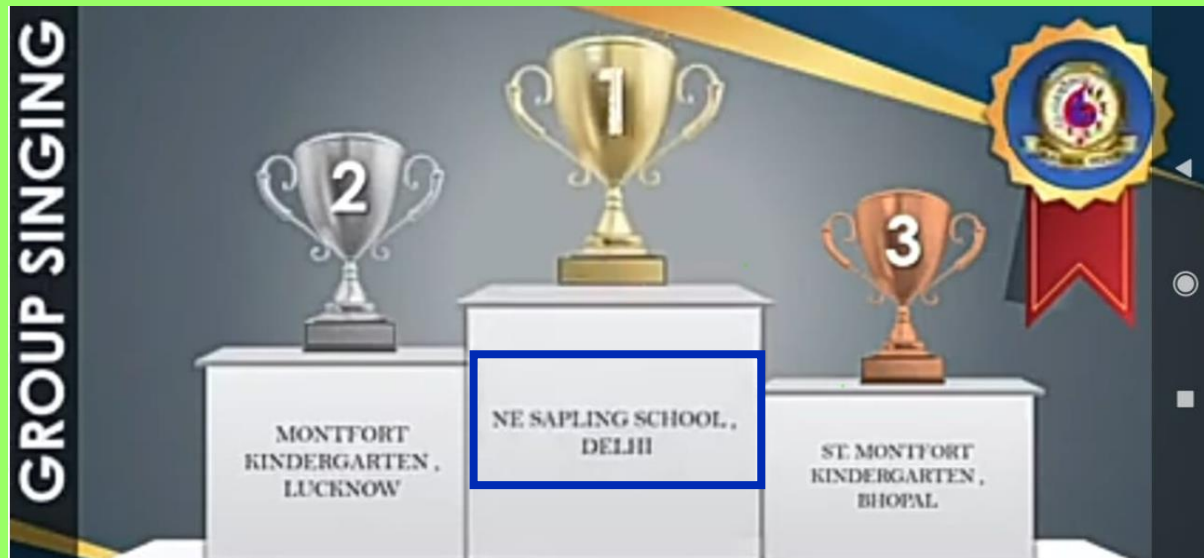 GROUP SINGING
1
2
3
NE SAPLING SCHOOL ,
DELHI
MONTFORT
KINDERGARTEN ,
LUCKNOW
ST. MONTFORT
KINDERGARTEN ,
BHOPAL